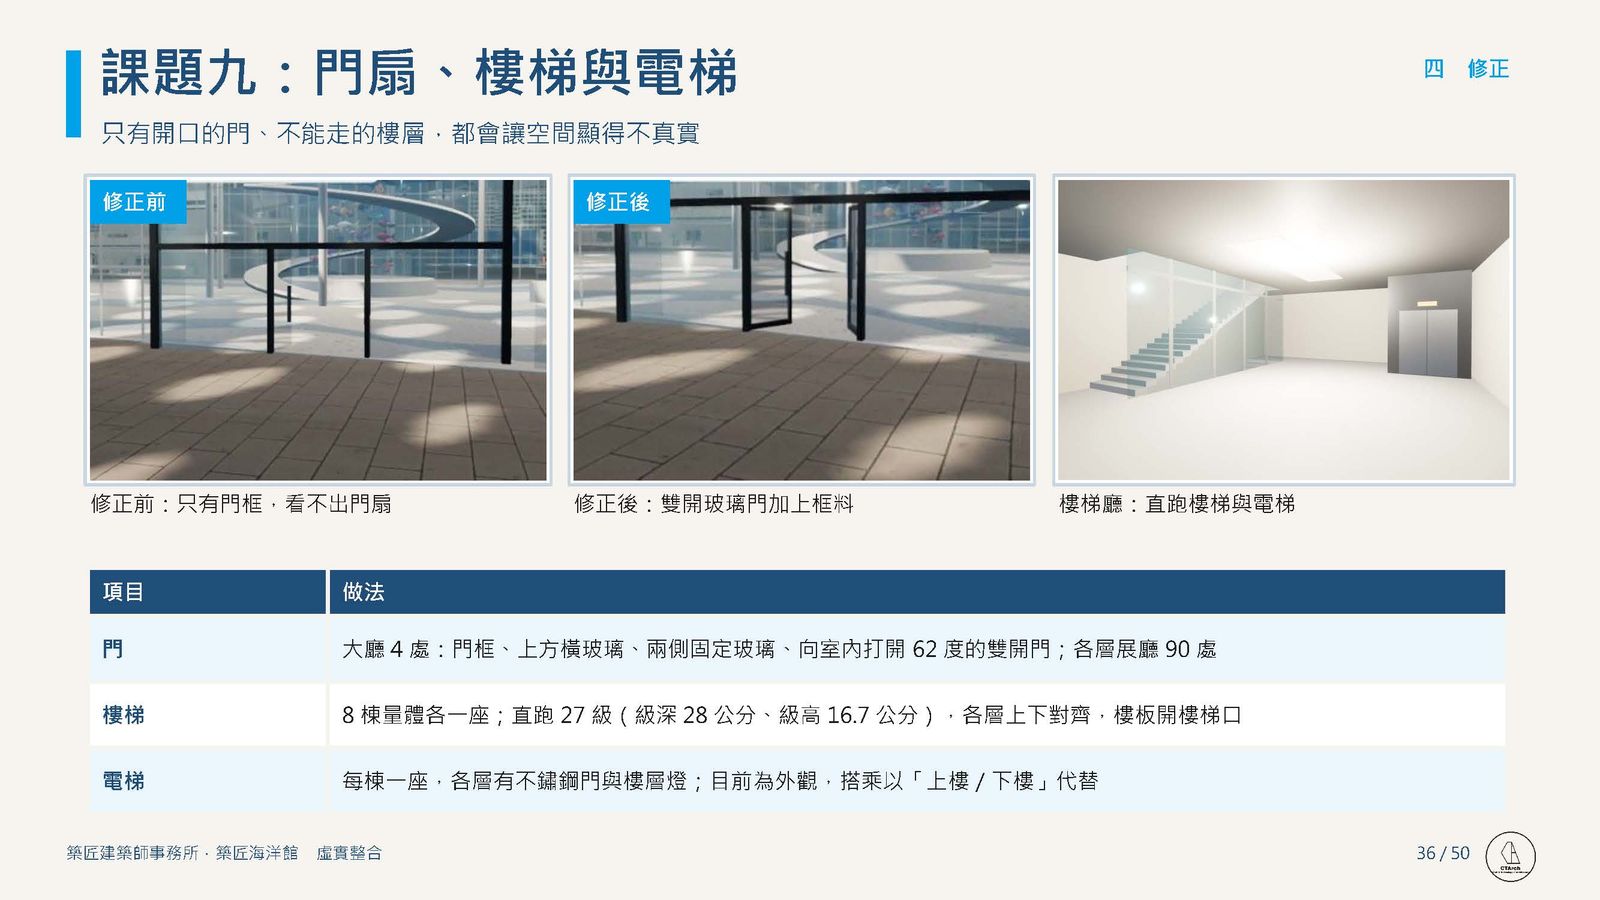 課題九：門扇、樓梯與電梯
四　修正
只有開口的門、不能走的樓層，都會讓空間顯得不真實
修正前
修正後
修正前：只有門框，看不出門扇
修正後：雙開玻璃門加上框料
樓梯廳：直跑樓梯與電梯
項目
做法
門
大廳 4 處：門框、上方橫玻璃、兩側固定玻璃、向室內打開 62 度的雙開門；各層展廳 90 處
樓梯
8 棟量體各一座；直跑 27 級（級深 28 公分、級高 16.7 公分），各層上下對齊，樓板開樓梯口
電梯
每棟一座，各層有不鏽鋼門與樓層燈；目前為外觀，搭乘以「上樓 / 下樓」代替
築匠建築師事務所．築匠海洋館　虛實整合
36 / 50
CTArch